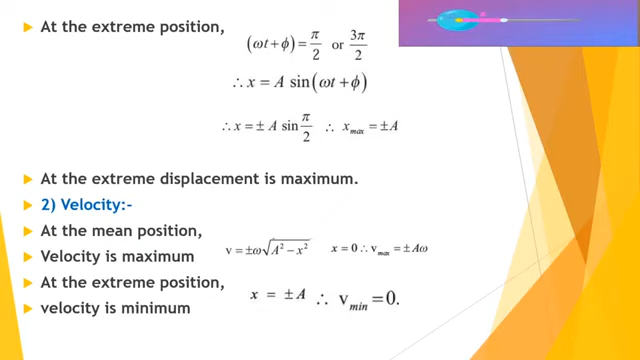 At the extreme position,
(ωt + ϕ) = π/2 or 3π/2
∴ x = A sin(ωt + ϕ)
∴ x = ± A sin π/2 ∴ x_max = ± A
At the extreme displacement is maximum.
2) Velocity:-
At the mean position,
v = ±ω√(A² − x²) x = 0 ∴ v_max = ± Aω
Velocity is maximum
At the extreme position,
x = ± A ∴ v_min = 0.
velocity is minimum